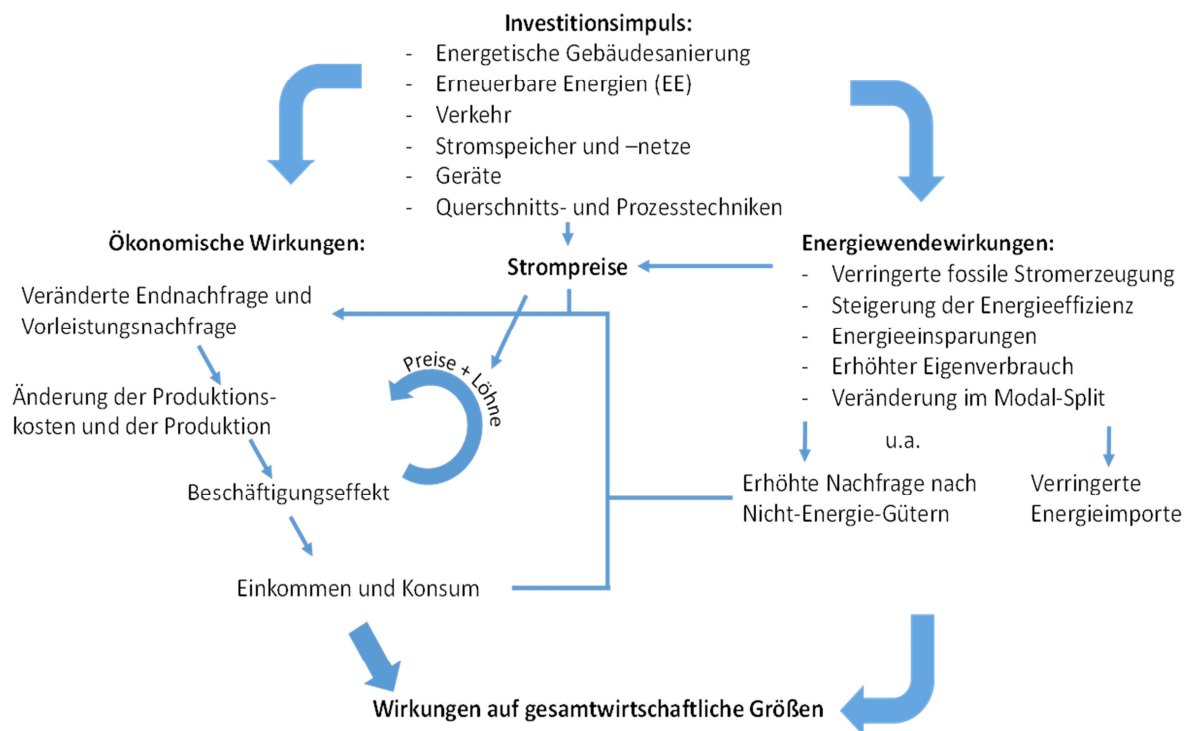 Investitionsimpuls:
- Energetische Gebäudesanierung
- Erneuerbare Energien (EE)
- Verkehr
- Stromspeicher und –netze
- Geräte
- Querschnitts- und Prozesstechniken
Ökonomische Wirkungen:
Strompreise
Energiewendewirkungen:
- Verringerte fossile Stromerzeugung
- Steigerung der Energieeffizienz
- Energieeinsparungen
- Erhöhter Eigenverbrauch
- Veränderung im Modal-Split
u.a.
Veränderte Endnachfrage und
Vorleistungsnachfrage
Preise + Löhne
Änderung der Produktions-
kosten und der Produktion
Beschäftigungseffekt
Einkommen und Konsum
Erhöhte Nachfrage nach
Nicht-Energie-Gütern
Verringerte
Energieimporte
Wirkungen auf gesamtwirtschaftliche Größen